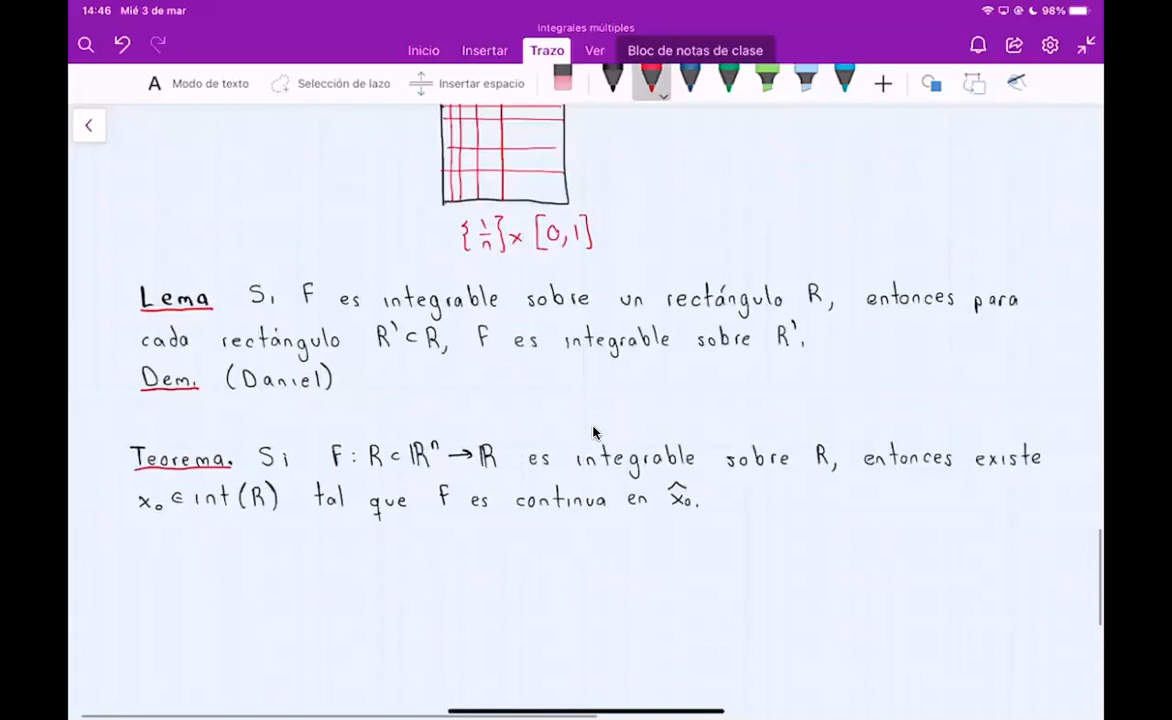 14:46 Mié 3 de mar
98%
Integrales múltiples
Inicio Insertar Trazo Ver Bloc de notas de clase
A Modo de texto Selección de lazo Insertar espacio
{1/n} x [0,1]
Lema Si F es integrable sobre un rectángulo R, entonces para
cada rectángulo R' ⊂ R, F es integrable sobre R'.
Dem. (Daniel)
Teorema. Si F: R ⊂ ℝⁿ → ℝ es integrable sobre R, entonces existe
x₀ ∈ int(R) tal que F es continua en x̂₀.